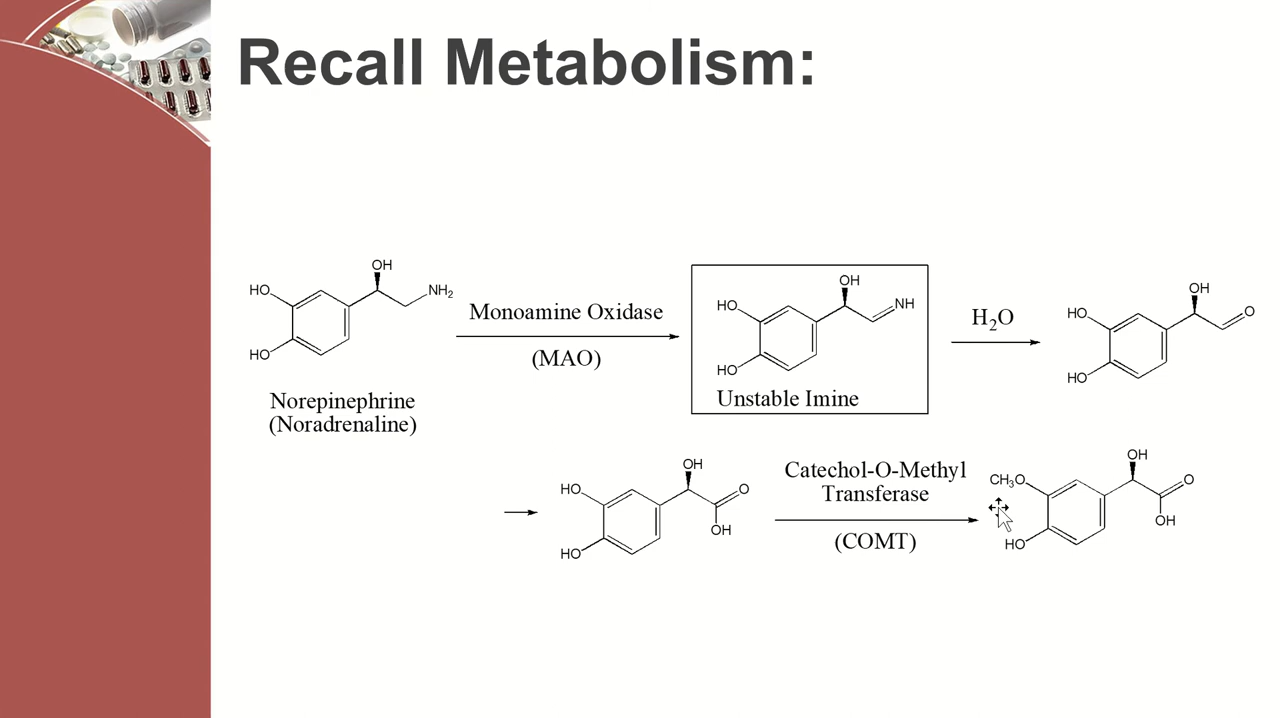 Recall Metabolism:
OH
HO
NH2
HO
Norepinephrine
(Noradrenaline)
Monoamine Oxidase
(MAO)
OH
HO
NH
HO
Unstable Imine
H2O
OH
HO
O
HO
OH
HO
O
OH
HO
Catechol-O-Methyl
Transferase
(COMT)
OH
CH3O
O
OH
HO